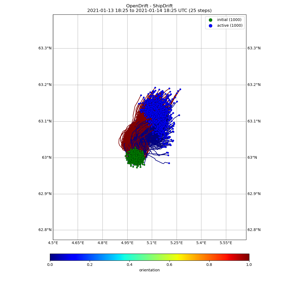 OpenDrift - ShipDrift
2021-01-13 18:25 to 2021-01-14 18:25 UTC (25 steps)
initial (1000)
active (1000)
63.3°N 63.3°N
63.2°N 63.2°N
63.1°N 63.1°N
63°N 63°N
62.9°N 62.9°N
62.8°N 62.8°N
4.5°E 4.65°E 4.8°E 4.95°E 5.1°E 5.25°E 5.4°E 5.55°E
0.0 0.2 0.4 0.6 0.8 1.0
orientation